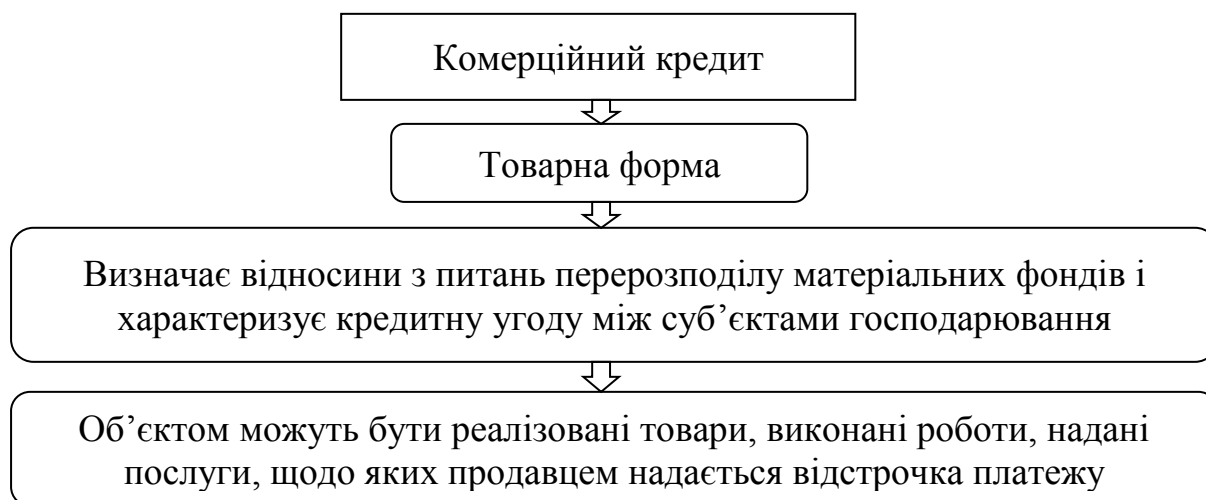 Комерційний кредит
Товарна форма
Визначає відносини з питань перерозподілу матеріальних фондів і
характеризує кредитну угоду між суб’єктами господарювання
Об’єктом можуть бути реалізовані товари, виконані роботи, надані
послуги, щодо яких продавцем надається відстрочка платежу